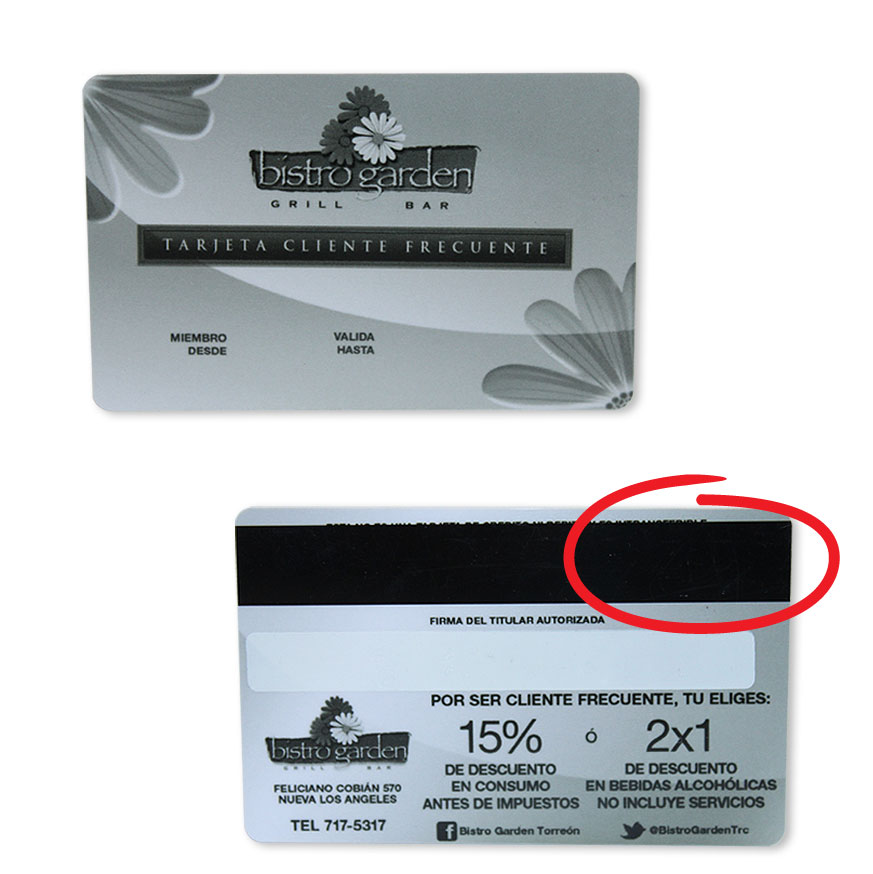 bistro garden
GRILL BAR
TARJETA CLIENTE FRECUENTE
MIEMBRO
DESDE
VALIDA
HASTA
FIRMA DEL TITULAR AUTORIZADA
POR SER CLIENTE FRECUENTE, TU ELIGES:
15% ó 2x1
DE DESCUENTO
EN CONSUMO
ANTES DE IMPUESTOS
DE DESCUENTO
EN BEBIDAS ALCOHÓLICAS
NO INCLUYE SERVICIOS
bistro garden
GRILL BAR
FELICIANO COBIÁN 570
NUEVA LOS ANGELES
TEL 717-5317
Bistro Garden Torreón
@BistroGardenTrc